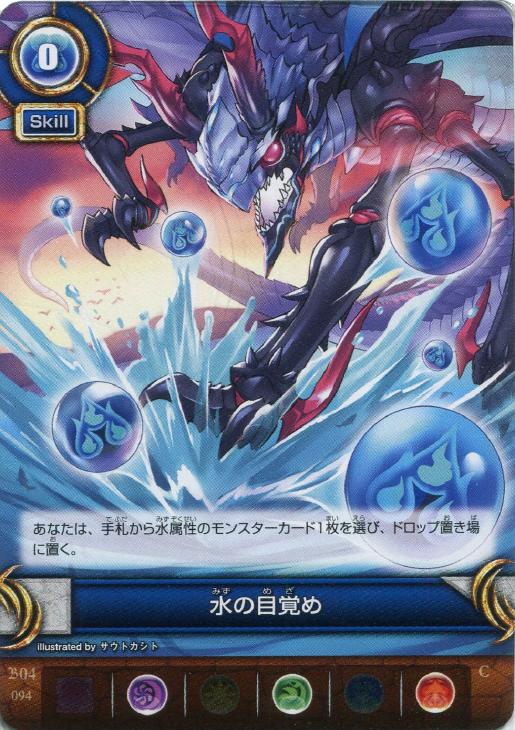 0
Skill
あなたは、手札から水属性のモンスターカード1枚を選び、ドロップ置き場
に置く。
水の目覚め
illustrated by サウトカシト
B04
094
C